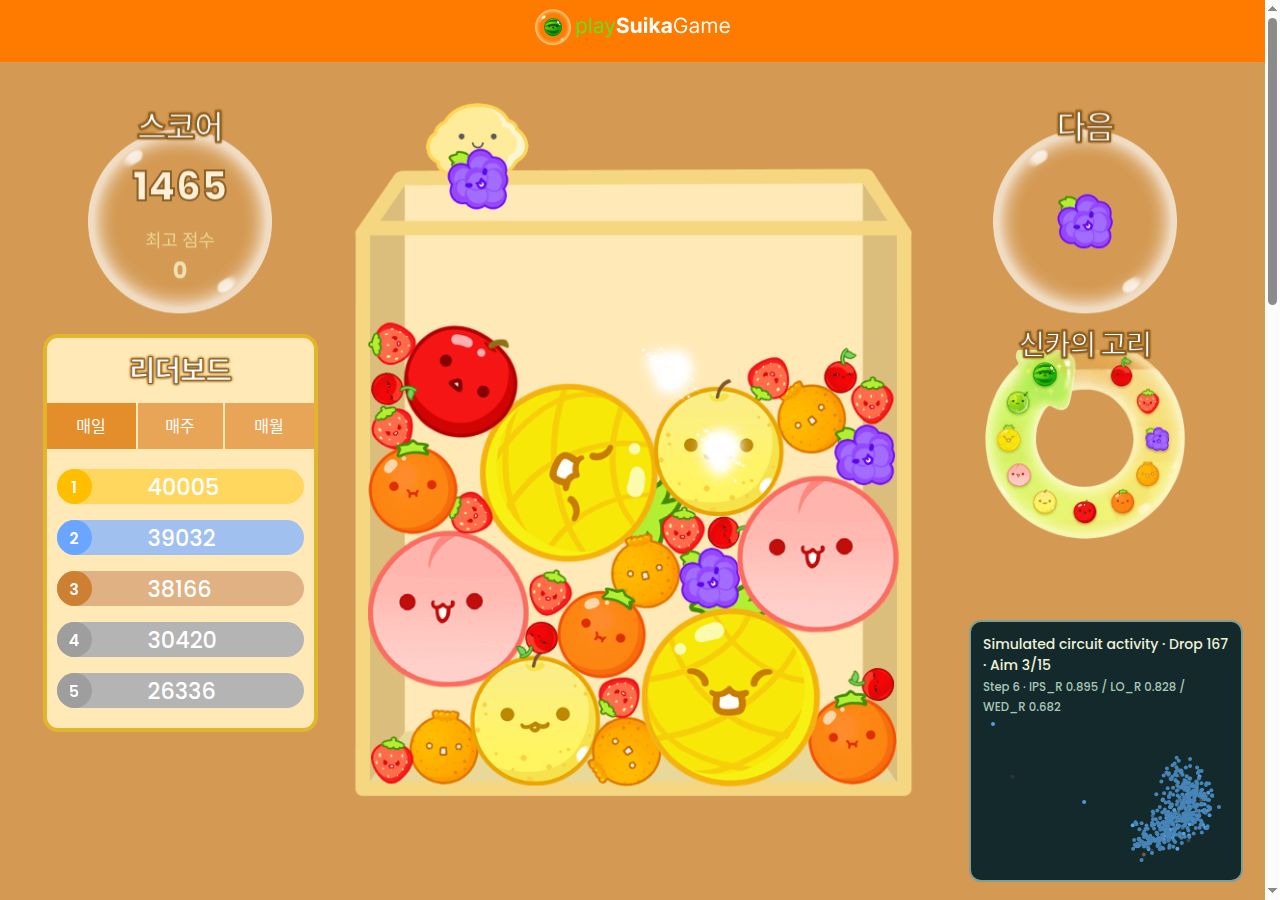 playSuikaGame
스코어
1465
최고 점수
0
다음
리더보드
매일
매주
매월
1 40005
2 39032
3 38166
4 30420
5 26336
신카의 고리
Simulated circuit activity · Drop 167
· Aim 3/15
Step 6 · IPS_R 0.895 / LO_R 0.828 /
WED_R 0.682